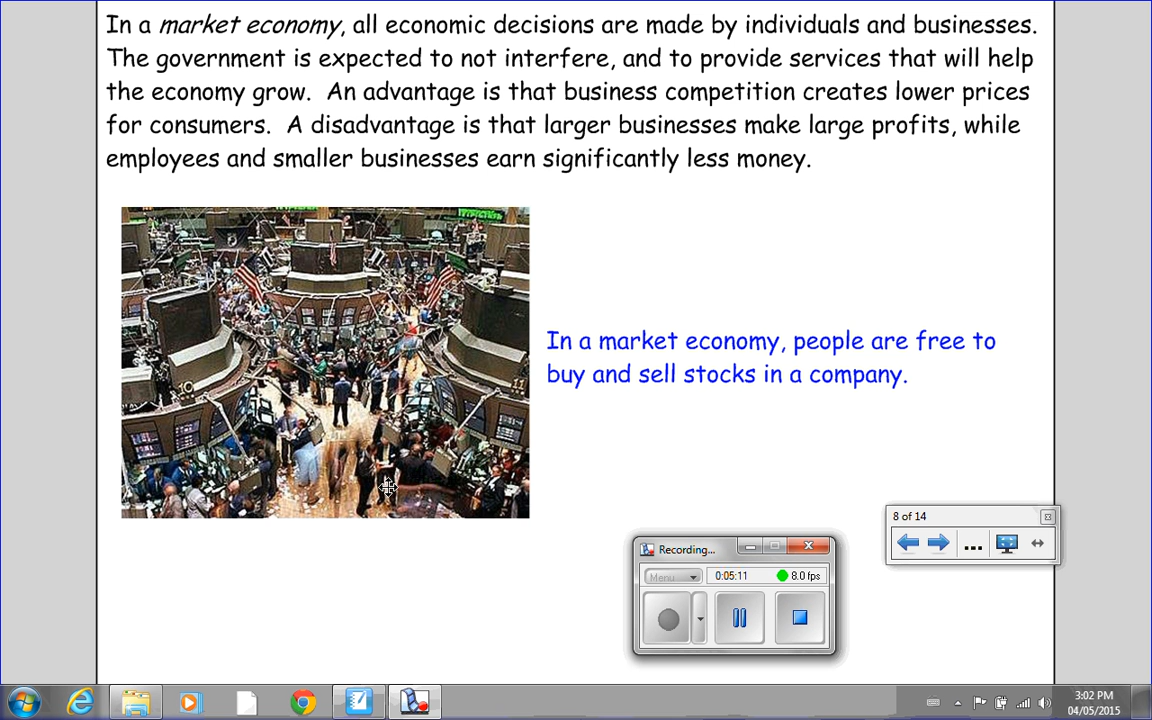 In a market economy, all economic decisions are made by individuals and businesses.
The government is expected to not interfere, and to provide services that will help
the economy grow. An advantage is that business competition creates lower prices
for consumers. A disadvantage is that larger businesses make large profits, while
employees and smaller businesses earn significantly less money.
In a market economy, people are free to
buy and sell stocks in a company.
8 of 14
Recording...
Menu
0:05:11
8.0 fps
3:02 PM
04/05/2015